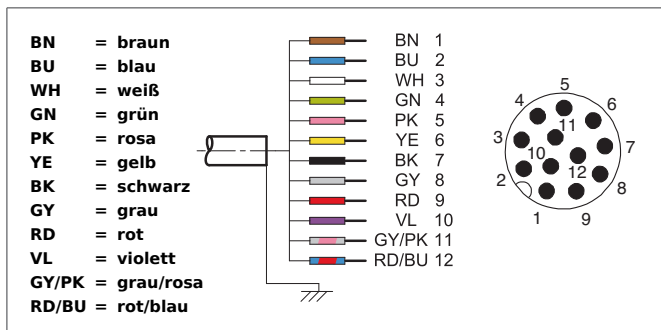 BN = braun
BU = blau
WH = weiß
GN = grün
PK = rosa
YE = gelb
BK = schwarz
GY = grau
RD = rot
VL = violett
GY/PK = grau/rosa
RD/BU = rot/blau
BN 1
BU 2
WH 3
GN 4
PK 5
YE 6
BK 7
GY 8
RD 9
VL 10
GY/PK 11
RD/BU 12
5
4
6
11
3
7
10
12
2
8
1
9